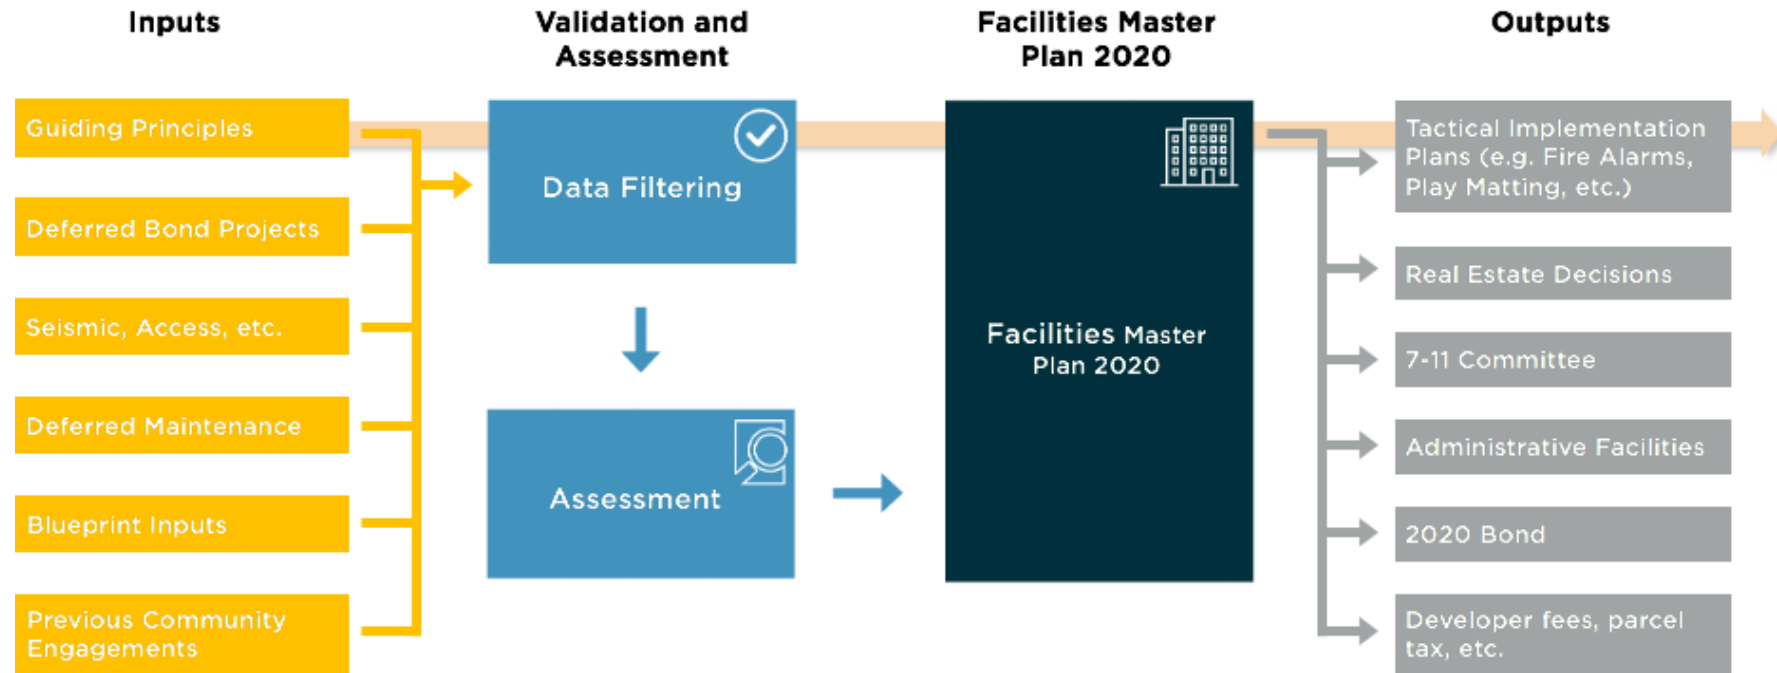 Inputs
Validation and
Assessment
Facilities Master
Plan 2020
Outputs
Guiding Principles
Deferred Bond Projects
Seismic, Access, etc.
Deferred Maintenance
Blueprint Inputs
Previous Community
Engagements
Data Filtering
Assessment
Facilities Master
Plan 2020
Tactical Implementation
Plans (e.g. Fire Alarms,
Play Matting, etc.)
Real Estate Decisions
7-11 Committee
Administrative Facilities
2020 Bond
Developer fees, parcel
tax, etc.